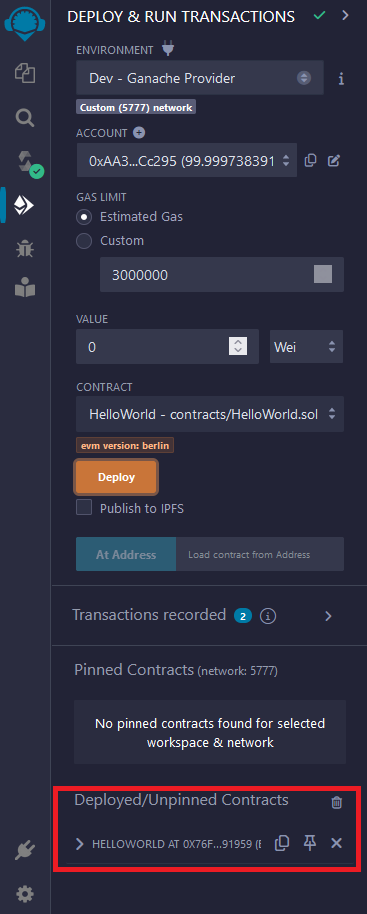 DEPLOY & RUN TRANSACTIONS
ENVIRONMENT
Dev - Ganache Provider
Custom (5777) network
ACCOUNT
0xAA3...Cc295 (99.999738391
GAS LIMIT
Estimated Gas
Custom
3000000
VALUE
0
Wei
CONTRACT
HelloWorld - contracts/HelloWorld.sol
evm version: berlin
Deploy
Publish to IPFS
At Address
Load contract from Address
Transactions recorded 2
Pinned Contracts (network: 5777)
No pinned contracts found for selected
workspace & network
Deployed/Unpinned Contracts
HELLOWORLD AT 0X76F...91959 (